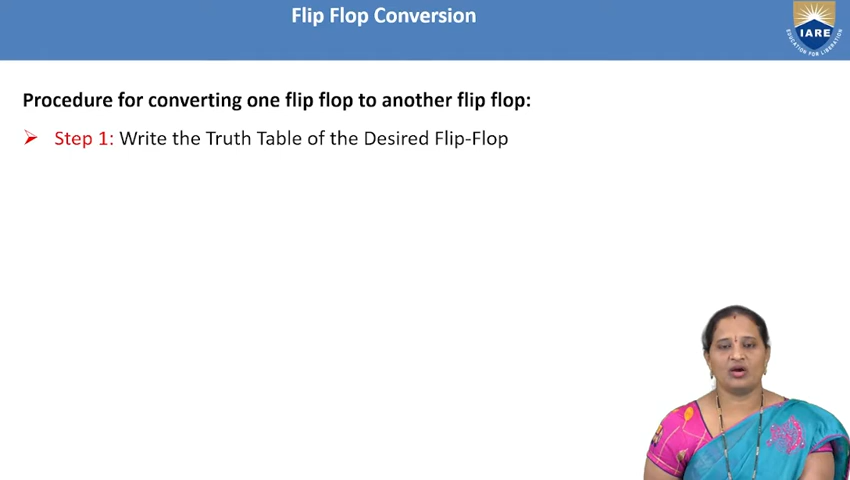 Flip Flop Conversion
IARE
EDUCATION FOR LIBERATION
Procedure for converting one flip flop to another flip flop:
Step 1: Write the Truth Table of the Desired Flip-Flop